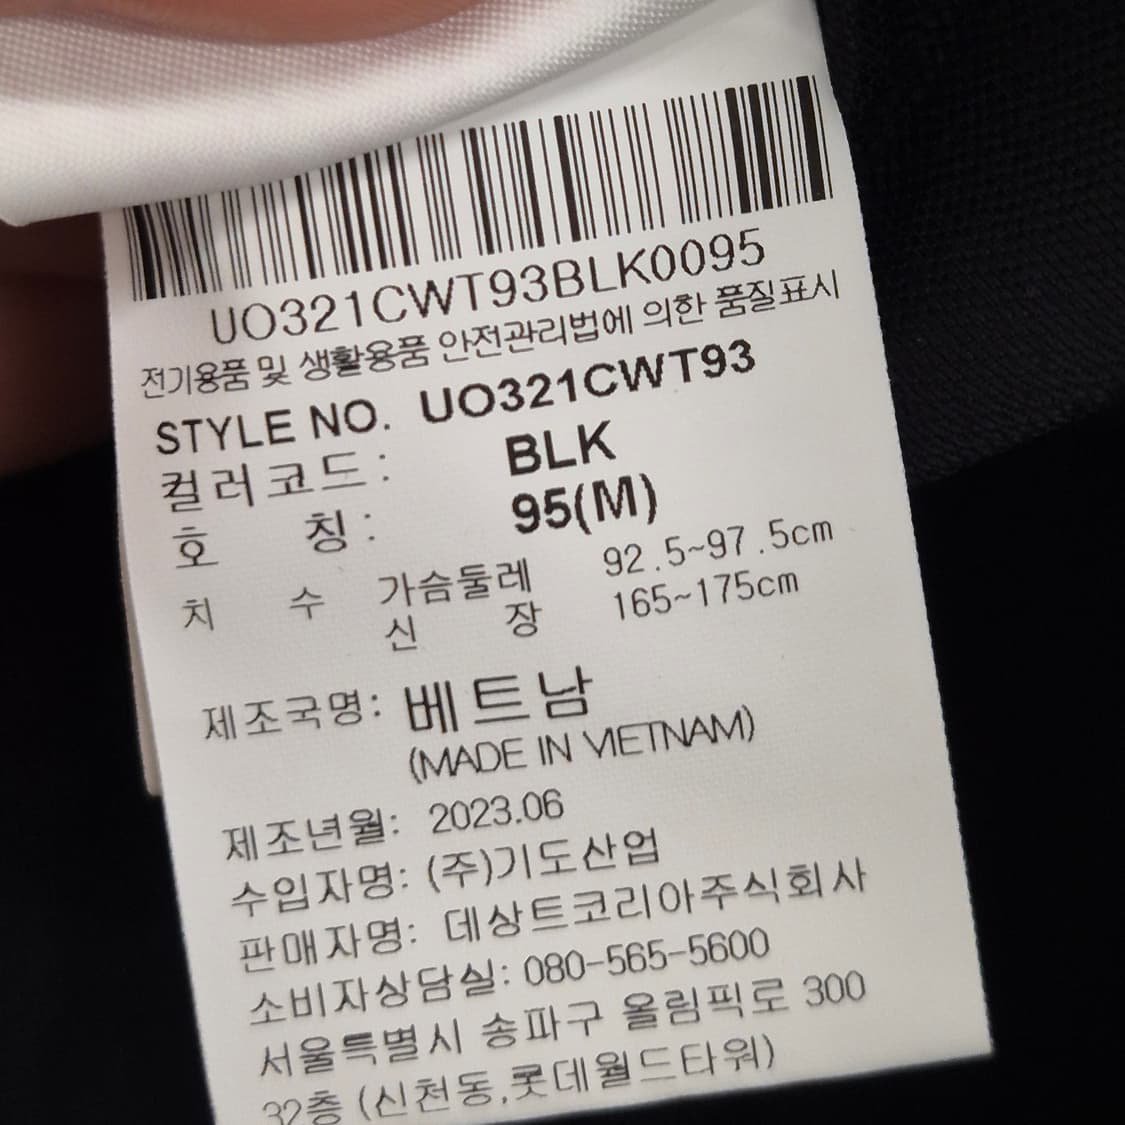 UO321CWT93BLK0095
전기용품 및 생활용품 안전관리법에 의한 품질표시
STYLE NO. UO321CWT93
컬러코드: BLK
호 칭: 95(M)
치 수 가슴둘레 92.5~97.5cm
신 장 165~175cm
제조국명: 베트남
(MADE IN VIETNAM)
제조년월: 2023.06
수입자명: (주)기도산업
판매자명: 데상트코리아주식회사
소비자상담실: 080-565-5600
서울특별시 송파구 올림픽로 300
32층 (신천동,롯데월드타워)